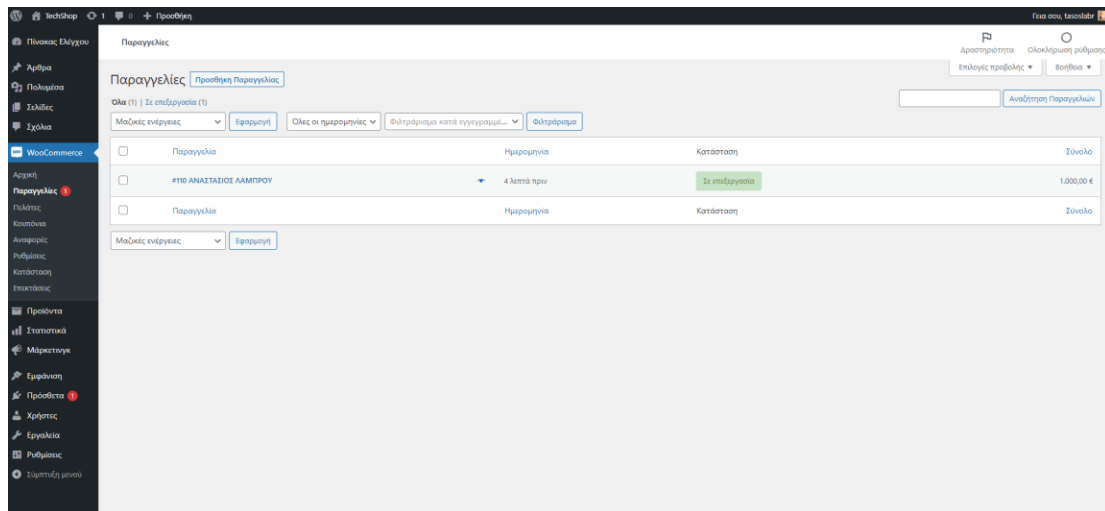 TechShop 1 0 + Προσθήκη Γεια σου, tasoslabr
Πίνακας Ελέγχου
Άρθρα
Πολυμέσα
Σελίδες
Σχόλια
WooCommerce
Αρχική
Παραγγελίες 1
Πελάτες
Κουπόνια
Αναφορές
Ρυθμίσεις
Κατάσταση
Επεκτάσεις
Προϊόντα
Στατιστικά
Μάρκετινγκ
Εμφάνιση
Πρόσθετα 1
Χρήστες
Εργαλεία
Ρυθμίσεις
Σύμπτυξη μενού
Παραγγελίες
Δραστηριότητα Ολοκλήρωση ρύθμισης
Επιλογές προβολής ▼ Βοήθεια ▼
Παραγγελίες Προσθήκη Παραγγελίας
Όλα (1) | Σε επεξεργασία (1)
Αναζήτηση Παραγγελιών
Μαζικές ενέργειες Εφαρμογή Όλες οι ημερομηνίες Φιλτράρισμα κατά εγγεγραμμέ... Φιλτράρισμα
Παραγγελία Ημερομηνία Κατάσταση Σύνολο
#110 ΑΝΑΣΤΑΣΙΟΣ ΛΑΜΠΡΟΥ 4 λεπτά πριν Σε επεξεργασία 1.000,00 €
Παραγγελία Ημερομηνία Κατάσταση Σύνολο
Μαζικές ενέργειες Εφαρμογή